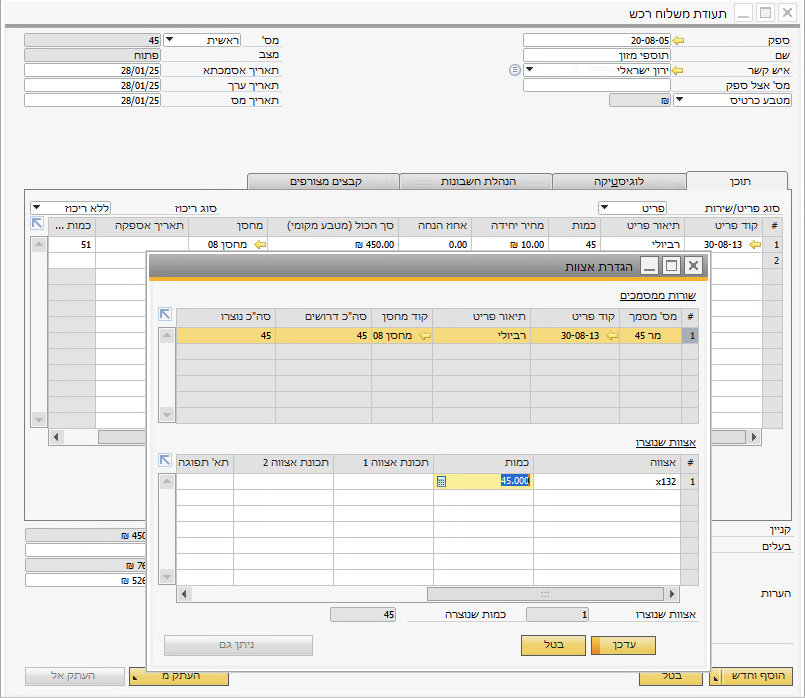 תעודת משלוח רכש
ספק 20-08-05
שם תוספי מזון
איש קשר ירון ישראלי
מס' אצל ספק
מטבע כרטיס ₪
מס' ראשית 45
מצב פתוח
תאריך אסמכתא 28/01/25
תאריך ערך 28/01/25
תאריך מס 28/01/25
תוכן לוגיסטיקה הנהלת חשבונות קבצים מצורפים
סוג פריט/שירות פריט סוג ריכוז ללא ריכוז
# קוד פריט תיאור פריט כמות מחיר יחידה אחוז הנחה סך הכול (מטבע מקומי) מחסן תאריך אספקה כמות ...
1 30-08-13 רביולי 45 10.00 ₪ 0.00 450.00 ₪ מחסן 08 51
2
הגדרת אצוות
שורות ממסמכים
# מס' מסמך קוד פריט תיאור פריט קוד מחסן סה"כ דרושים סה"כ נוצרו
1 מר 45 30-08-13 רביולי מחסן 08 45 45
אצוות שנוצרו
# אצווה כמות תכונת אצווה 1 תכונת אצווה 2 תא' תפוגה
1 x132 45.000
אצוות שנוצרו 1 כמות שנוצרה 45
עדכן בטל ניתן גם
קניין
בעלים
הערות
₪ 450
₪ 76
₪ 526
הוסף וחדש בטל העתק מ העתק אל